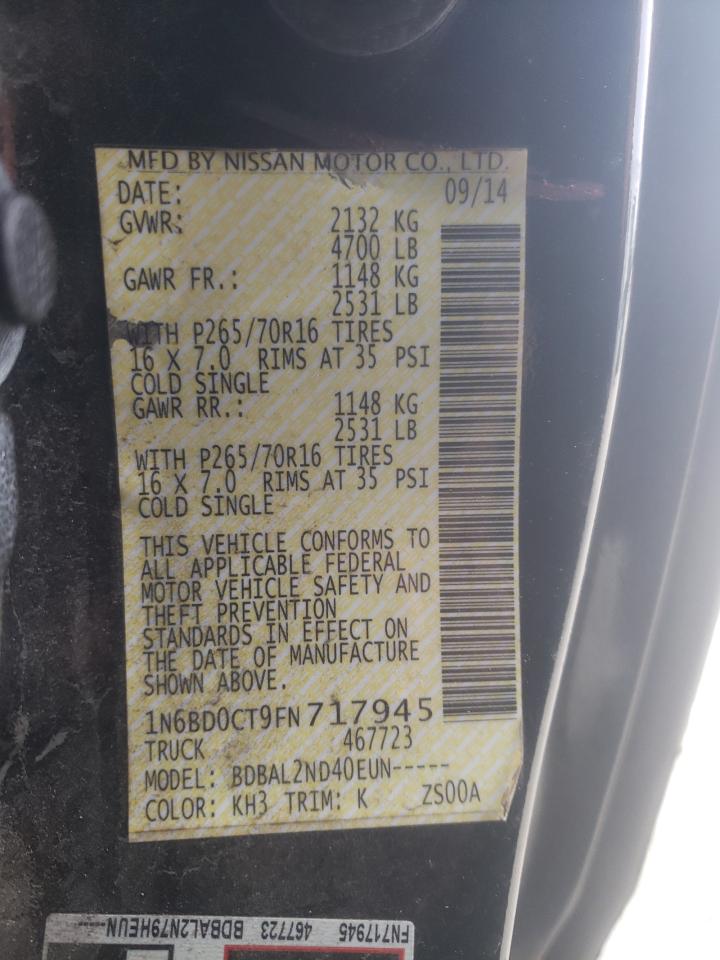 MFD BY NISSAN MOTOR CO., LTD.
DATE: 09/14
GVWR: 2132 KG
4700 LB
GAWR FR.: 1148 KG
2531 LB
WITH P265/70R16 TIRES
16 X 7.0 RIMS AT 35 PSI
COLD SINGLE
GAWR RR.: 1148 KG
2531 LB
WITH P265/70R16 TIRES
16 X 7.0 RIMS AT 35 PSI
COLD SINGLE
THIS VEHICLE CONFORMS TO
ALL APPLICABLE FEDERAL
MOTOR VEHICLE SAFETY AND
THEFT PREVENTION
STANDARDS IN EFFECT ON
THE DATE OF MANUFACTURE
SHOWN ABOVE.
1N6BD0CT9FN717945
TRUCK 467723
MODEL: BDBAL2ND40EUN-----
COLOR: KH3 TRIM: K ZS00A
FN717945 467723 BDBAL2N79HEUN----